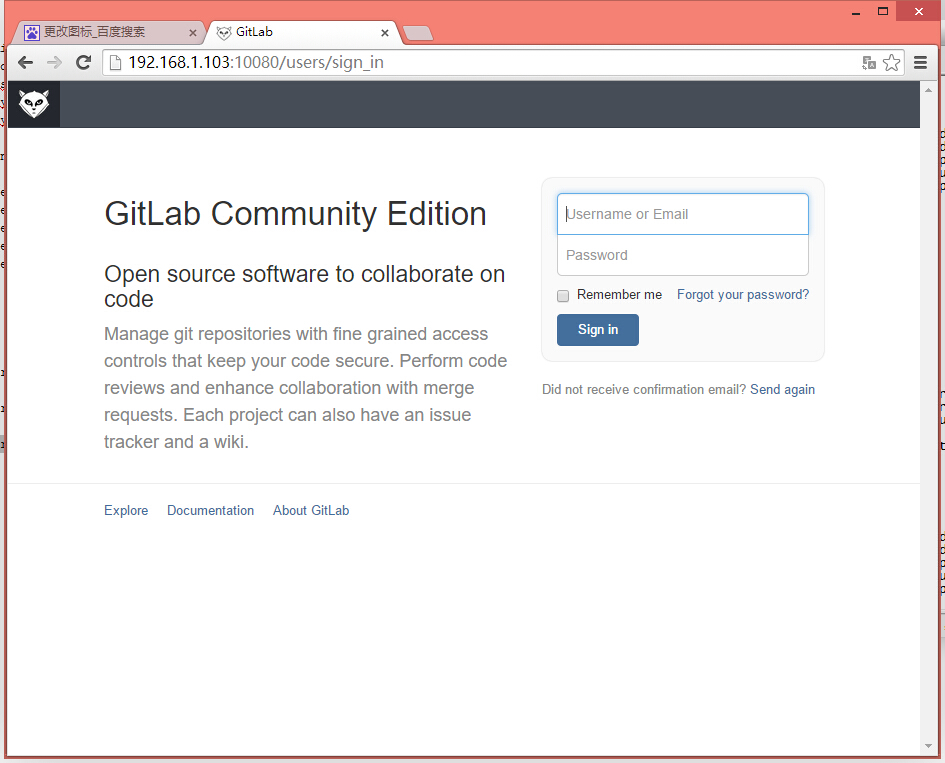 更改图标_百度搜索
GitLab
192.168.1.103:10080/users/sign_in
GitLab Community Edition
Open source software to collaborate on
code
Manage git repositories with fine grained access
controls that keep your code secure. Perform code
reviews and enhance collaboration with merge
requests. Each project can also have an issue
tracker and a wiki.
Username or Email
Password
Remember me Forgot your password?
Sign in
Did not receive confirmation email? Send again
Explore Documentation About GitLab